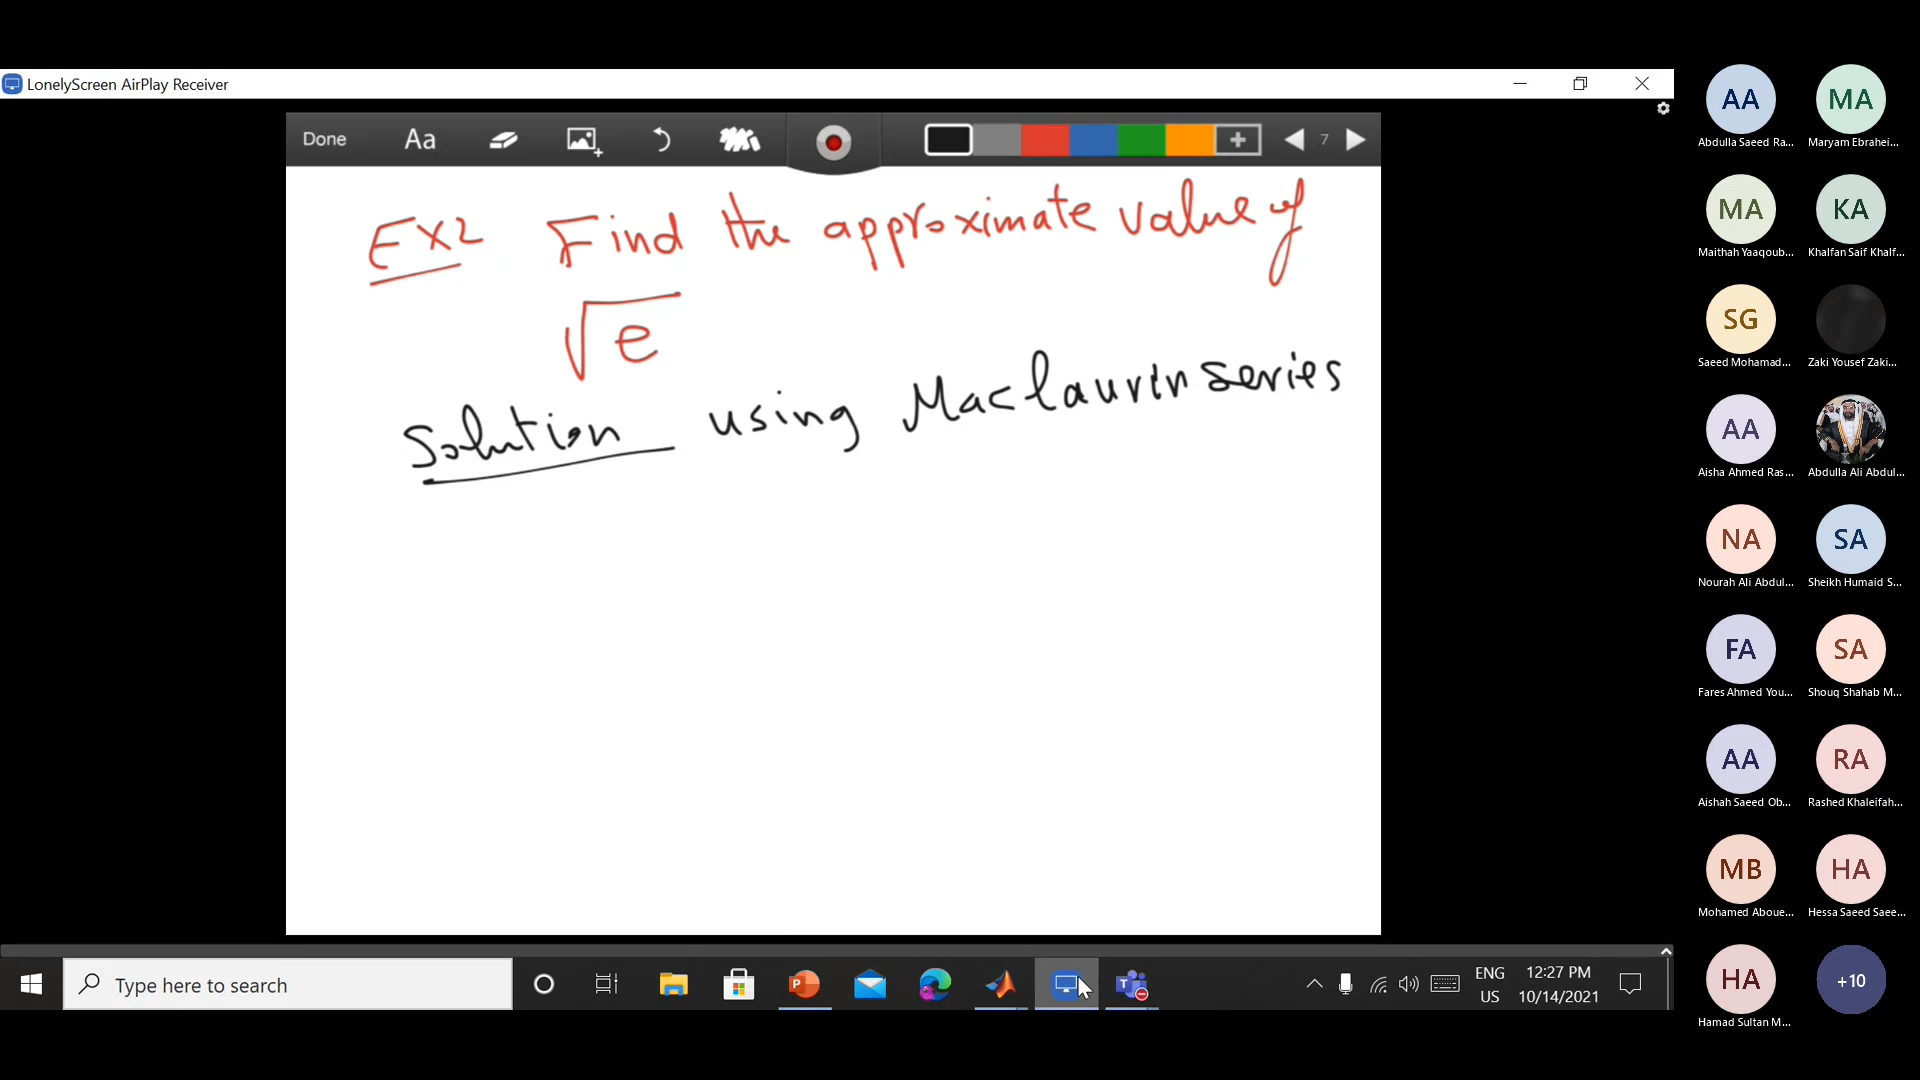 LonelyScreen AirPlay Receiver
Done
Aa
7
EX2 Find the approximate value of
√e
Solution using Maclaurin series
AA
MA
Abdulla Saeed Ra...
Maryam Ebrahei...
MA
KA
Maithah Yaaqoub...
Khalfan Saif Khalf...
SG
Saeed Mohamad...
Zaki Yousef Zaki...
AA
Aisha Ahmed Ras...
Abdulla Ali Abdul...
NA
SA
Nourah Ali Abdul...
Sheikh Humaid S...
FA
SA
Fares Ahmed You...
Shouq Shahab M...
AA
RA
Aishah Saeed Ob...
Rashed Khaleifah...
MB
HA
Mohamed Aboue...
Hessa Saeed Saee...
HA
+10
Hamad Sultan M...
Type here to search
ENG
US
12:27 PM
10/14/2021